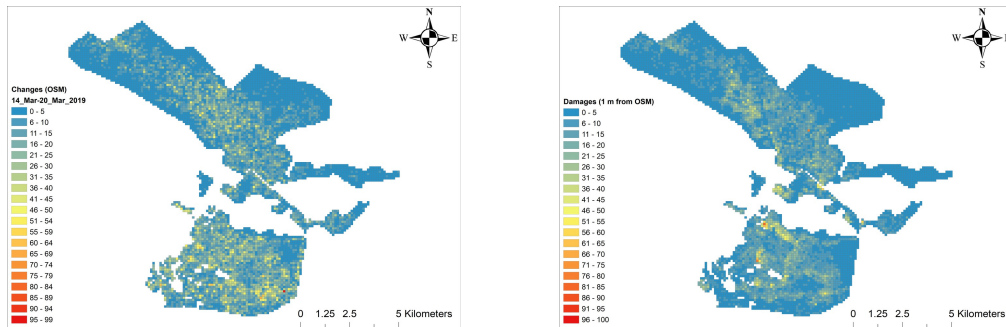 N
W E
S
Changes (OSM)
14_Mar-20_Mar_2019
0 - 5
6 - 10
11 - 15
16 - 20
21 - 25
26 - 30
31 - 35
36 - 40
41 - 45
46 - 50
51 - 54
55 - 59
60 - 64
65 - 69
70 - 74
75 - 79
80 - 84
85 - 89
90 - 94
95 - 99
0 1.25 2.5 5 Kilometers
N
W E
S
Damages (1 m from OSM)
0 - 5
6 - 10
11 - 15
16 - 20
21 - 25
26 - 30
31 - 35
36 - 40
41 - 45
46 - 50
51 - 55
56 - 60
61 - 65
66 - 70
71 - 75
76 - 80
81 - 85
86 - 90
91 - 95
96 - 100
0 1.25 2.5 5 Kilometers